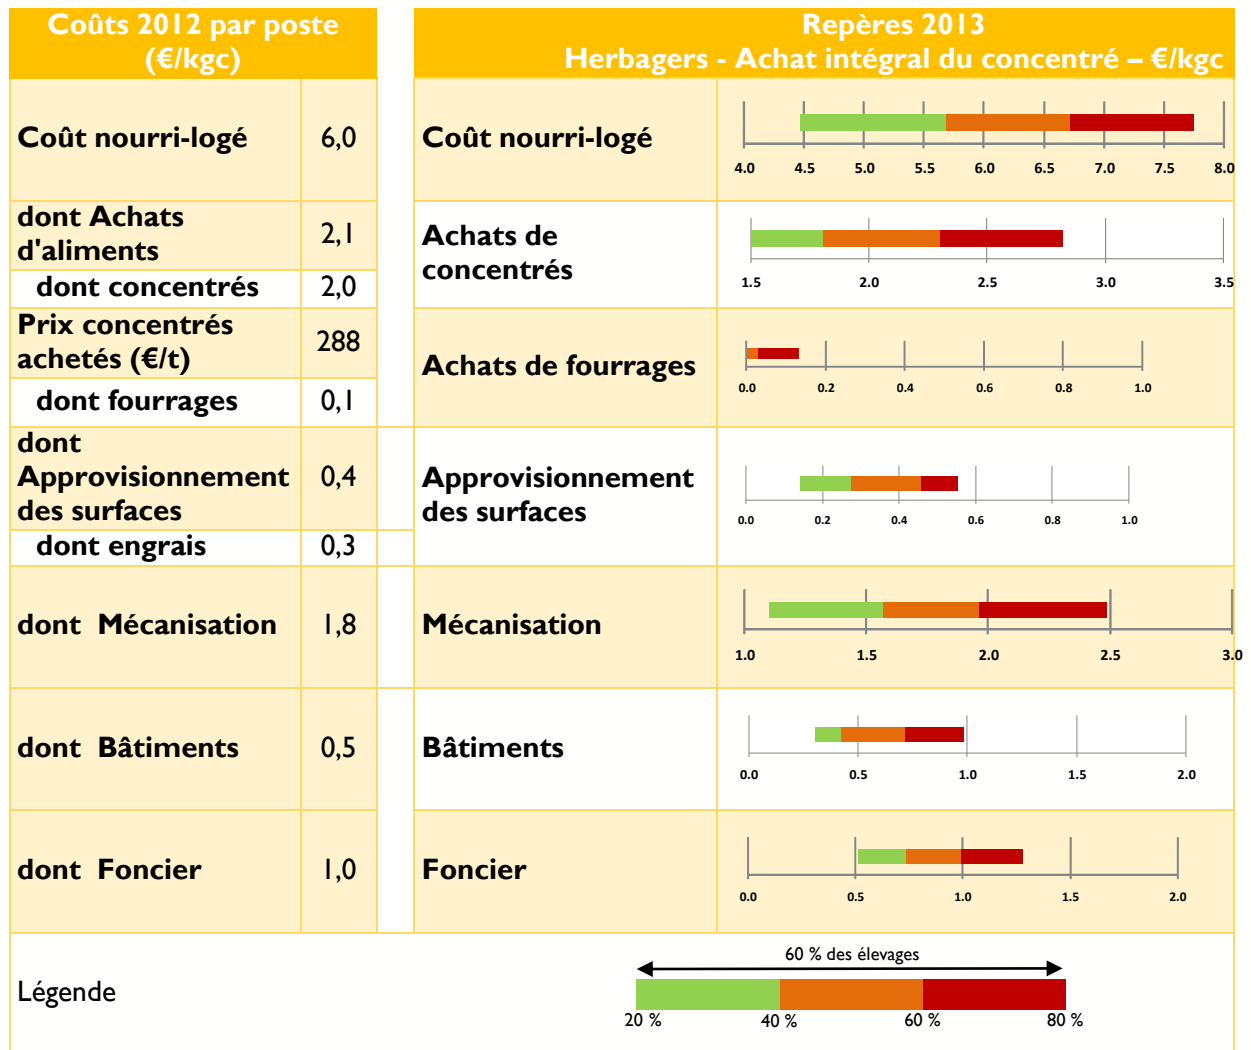 Coûts 2012 par poste
(€/kgc)
Repères 2013
Herbagers - Achat intégral du concentré – €/kgc
Coût nourri-logé 6,0
Coût nourri-logé
4.0 4.5 5.0 5.5 6.0 6.5 7.0 7.5 8.0
dont Achats
d'aliments
2,1
dont concentrés 2,0
Achats de
concentrés
1.5 2.0 2.5 3.0 3.5
Prix concentrés
achetés (€/t)
288
dont fourrages 0,1
Achats de fourrages
0.0 0.2 0.4 0.6 0.8 1.0
dont
Approvisionnement
des surfaces
0,4
dont engrais 0,3
Approvisionnement
des surfaces
0.0 0.2 0.4 0.6 0.8 1.0
dont Mécanisation 1,8
Mécanisation
1.0 1.5 2.0 2.5 3.0
dont Bâtiments 0,5
Bâtiments
0.0 0.5 1.0 1.5 2.0
dont Foncier 1,0
Foncier
0.0 0.5 1.0 1.5 2.0
Légende
60 % des élevages
20 % 40 % 60 % 80 %